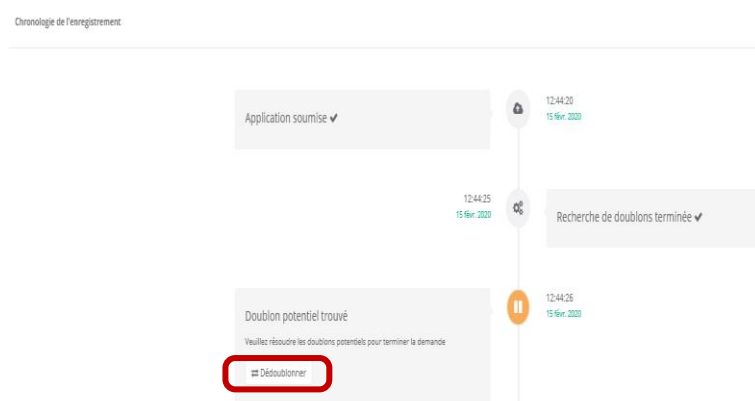 Chronologie de l'enregistrement
Application soumise ✔
12:44:20
15 févr. 2020
12:44:25
15 févr. 2020
Recherche de doublons terminée ✔
Doublon potentiel trouvé
12:44:26
15 févr. 2020
Veuillez résoudre les doublons potentiels pour terminer la demande
⇄ Dédoublonner